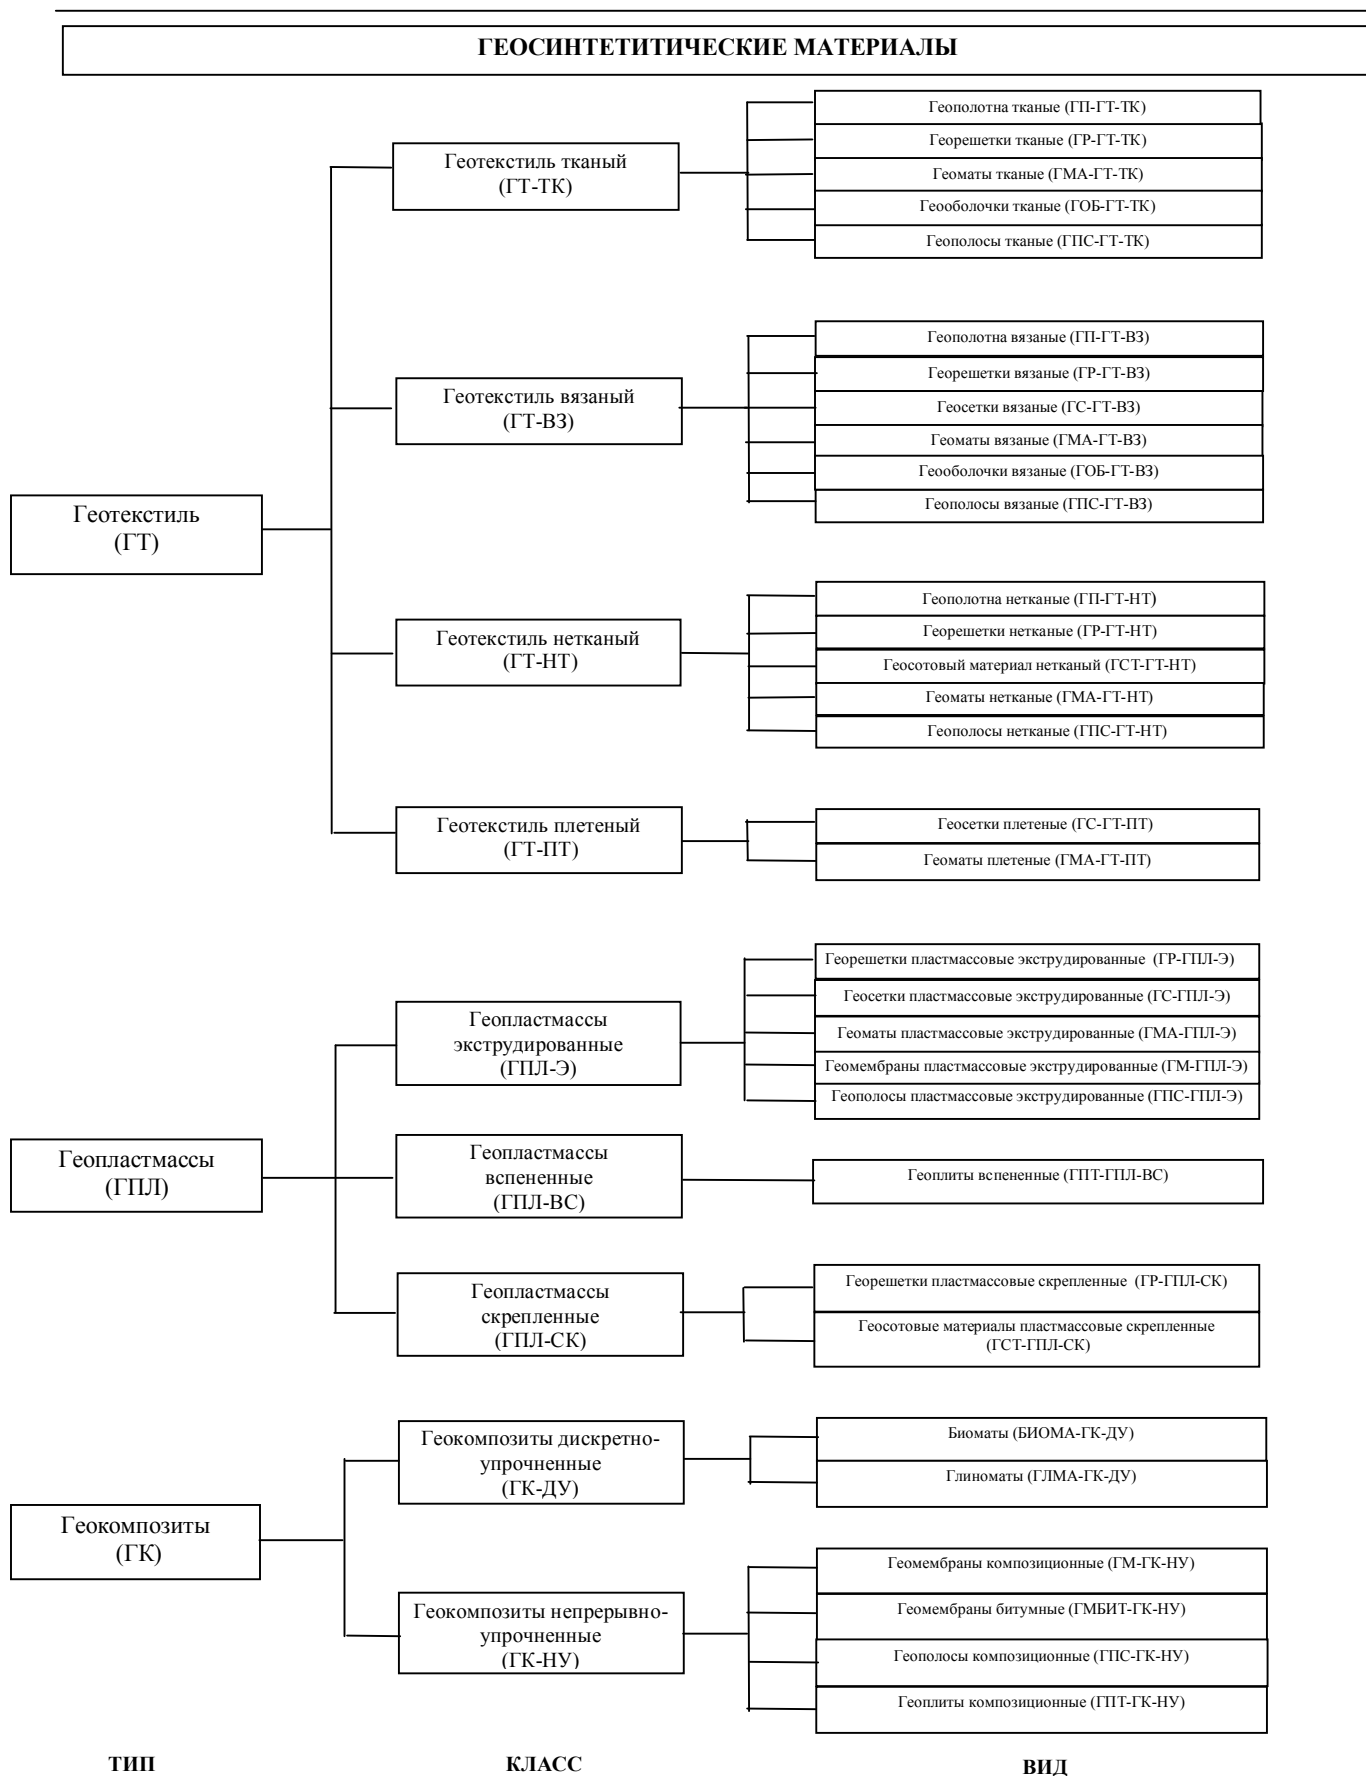 ГЕОСИНТЕТИТИЧЕСКИЕ МАТЕРИАЛЫ
Геотекстиль
(ГТ)
Геотекстиль тканый
(ГТ-ТК)
Геополотна тканые (ГП-ГТ-ТК)
Георешетки тканые (ГР-ГТ-ТК)
Геоматы тканые (ГМА-ГТ-ТК)
Геооболочки тканые (ГОБ-ГТ-ТК)
Геополосы тканые (ГПС-ГТ-ТК)
Геотекстиль вязаный
(ГТ-ВЗ)
Геополотна вязаные (ГП-ГТ-ВЗ)
Георешетки вязаные (ГР-ГТ-ВЗ)
Геосетки вязаные (ГС-ГТ-ВЗ)
Геоматы вязаные (ГМА-ГТ-ВЗ)
Геооболочки вязаные (ГОБ-ГТ-ВЗ)
Геополосы вязаные (ГПС-ГТ-ВЗ)
Геотекстиль нетканый
(ГТ-НТ)
Геополотна нетканые (ГП-ГТ-НТ)
Георешетки нетканые (ГР-ГТ-НТ)
Геосотовый материал нетканый (ГСТ-ГТ-НТ)
Геоматы нетканые (ГМА-ГТ-НТ)
Геополосы нетканые (ГПС-ГТ-НТ)
Геотекстиль плетеный
(ГТ-ПТ)
Геосетки плетеные (ГС-ГТ-ПТ)
Геоматы плетеные (ГМА-ГТ-ПТ)
Геопластмассы
(ГПЛ)
Геопластмассы
экструдированные
(ГПЛ-Э)
Георешетки пластмассовые экструдированные (ГР-ГПЛ-Э)
Геосетки пластмассовые экструдированные (ГС-ГПЛ-Э)
Геоматы пластмассовые экструдированные (ГМА-ГПЛ-Э)
Геомембраны пластмассовые экструдированные (ГМ-ГПЛ-Э)
Геополосы пластмассовые экструдированные (ГПС-ГПЛ-Э)
Геопластмассы
вспененные
(ГПЛ-ВС)
Геоплиты вспененные (ГПТ-ГПЛ-ВС)
Геопластмассы
скрепленные
(ГПЛ-СК)
Георешетки пластмассовые скрепленные (ГР-ГПЛ-СК)
Геосотовые материалы пластмассовые скрепленные
(ГСТ-ГПЛ-СК)
Геокомпозиты
(ГК)
Геокомпозиты дискретно-
упрочненные
(ГК-ДУ)
Биоматы (БИОМА-ГК-ДУ)
Глиноматы (ГЛМА-ГК-ДУ)
Геокомпозиты непрерывно-
упрочненные
(ГК-НУ)
Геомембраны композиционные (ГМ-ГК-НУ)
Геомембраны битумные (ГМБИТ-ГК-НУ)
Геополосы композиционные (ГПС-ГК-НУ)
Геоплиты композиционные (ГПТ-ГК-НУ)
ТИП
КЛАСС
ВИД